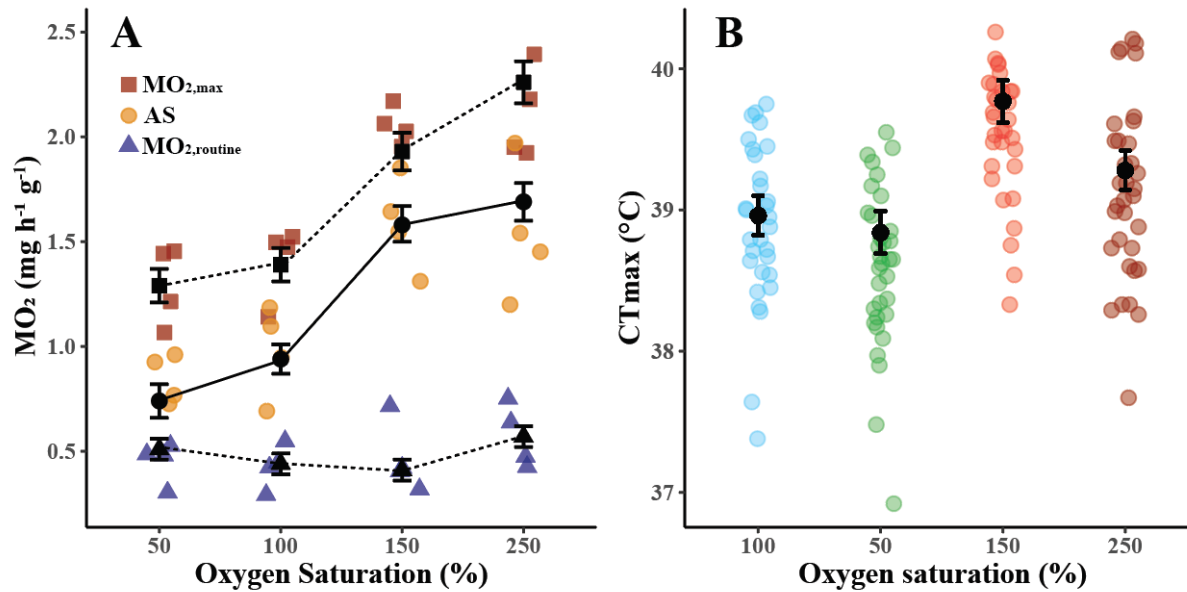 A
MO₂,max
AS
MO₂,routine
MO₂ (mg h⁻¹ g⁻¹)
2.5
2.0
1.5
1.0
0.5
50 100 150 250
Oxygen Saturation (%)
B
CTmax (°C)
40
39
38
37
100 50 150 250
Oxygen saturation (%)